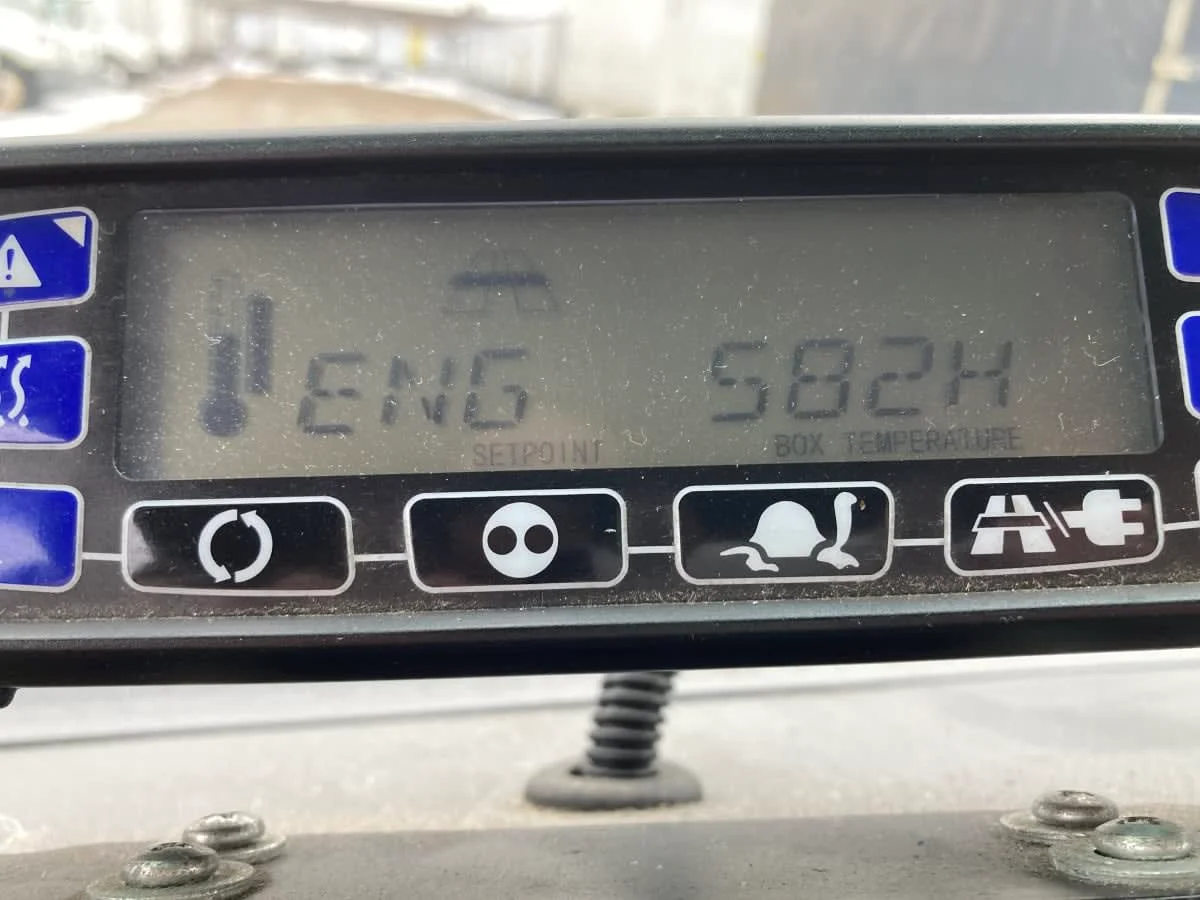 ENG 582H
SETPOINT BOX TEMPERATURE